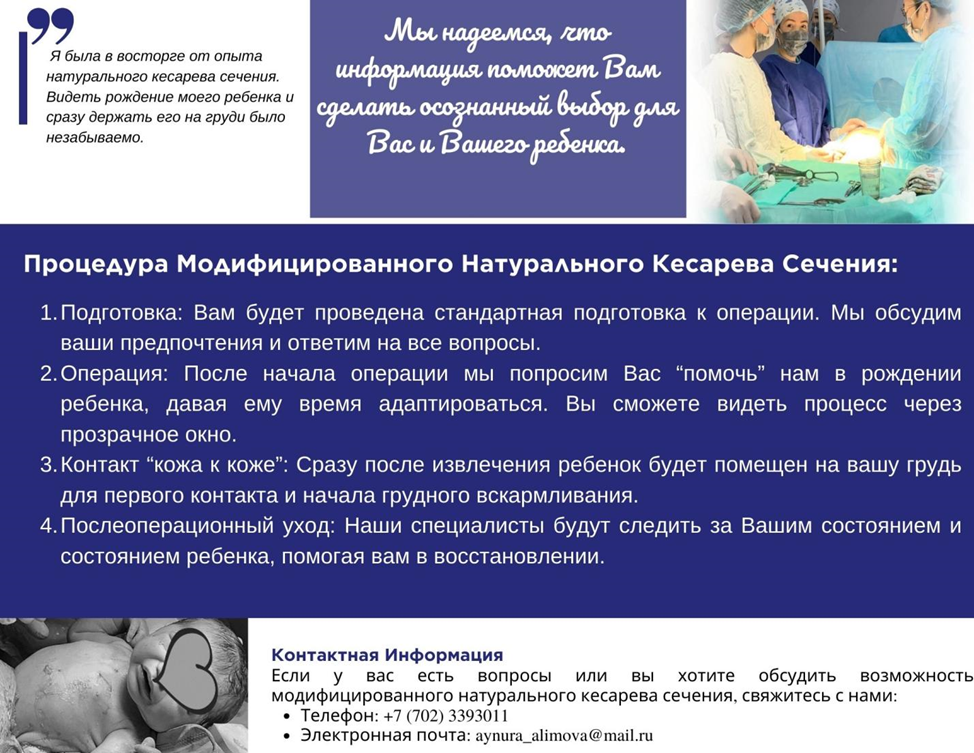 Я была в восторге от опыта
натурального кесарева сечения.
Видеть рождение моего ребенка и
сразу держать его на груди было
незабываемо.
Мы надеемся, что
информация поможет Вам
сделать осознанный выбор для
Вас и Вашего ребенка.
Процедура Модифицированного Натурального Кесарева Сечения:
1. Подготовка: Вам будет проведена стандартная подготовка к операции. Мы обсудим
ваши предпочтения и ответим на все вопросы.
2. Операция: После начала операции мы попросим Вас “помочь” нам в рождении
ребенка, давая ему время адаптироваться. Вы сможете видеть процесс через
прозрачное окно.
3. Контакт “кожа к коже”: Сразу после извлечения ребенок будет помещен на вашу грудь
для первого контакта и начала грудного вскармливания.
4. Послеоперационный уход: Наши специалисты будут следить за Вашим состоянием и
состоянием ребенка, помогая вам в восстановлении.
Контактная Информация
Если у вас есть вопросы или вы хотите обсудить возможность
модифицированного натурального кесарева сечения, свяжитесь с нами:
• Телефон: +7 (702) 3393011
• Электронная почта: aynura_alimova@mail.ru